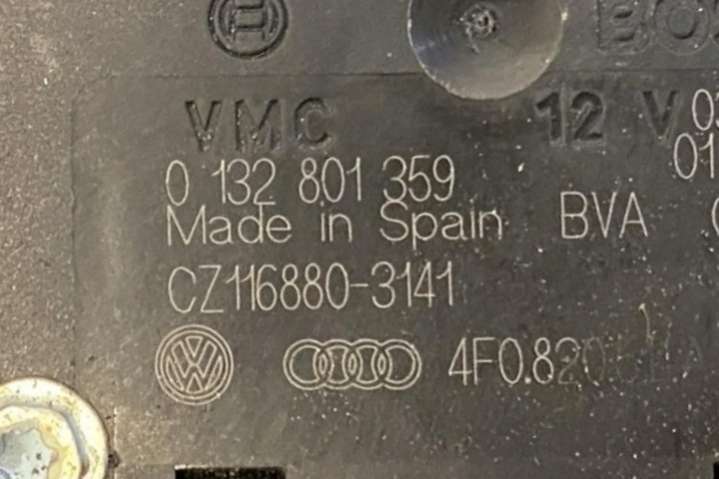 VMC 12 V
0 132 801 359
Made in Spain BVA
CZ116880-3141